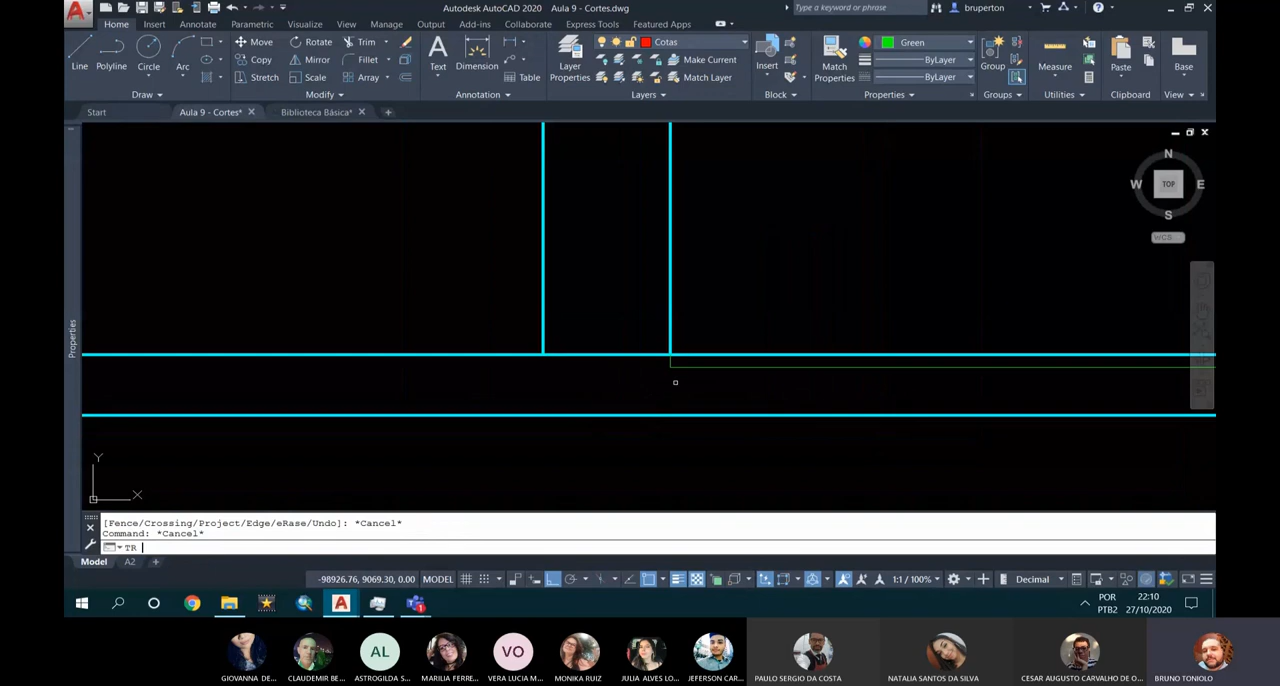 Autodesk AutoCAD 2020 Aula 9 - Cortes.dwg
Type a keyword or phrase
bruperton
Home Insert Annotate Parametric View Manage Output Add-ins Collaborate Express Tools Featured Apps
Line Polyline Circle Arc
Move Rotate Trim
Copy Mirror Fillet
Stretch Scale Array
Text Dimension
Table
Layer Properties
Cotas
Make Current
Match Layer
Insert
Match Properties
Green
ByLayer
ByLayer
Group
Measure
Paste
Base
Draw Modify Annotation Layers Block Properties Groups Utilities Clipboard View
Start Aula 9 - Cortes* Biblioteca Básica*
N
W TOP E
S
WCS
Properties
Y
X
[Fence/Crossing/Project/Edge/eRase/Undo]: *Cancel*
Command: *Cancel*
TR
Model A2
-98926.76, 9069.30, 0.00 MODEL 1:1 / 100% Decimal
POR
PTB2
22:10
27/10/2020
AL VO
GIOVANNA DE... CLAUDEMIR BE... ASTROGILDA S... MARILIA FERRE... VERA LUCIA M... MONIKA RUIZ JULIA ALVES LO... JEFERSON CAR... PAULO SERGIO DA COSTA NATALIA SANTOS DA SILVA CESAR AUGUSTO CARVALHO DE O... BRUNO TONIOLO